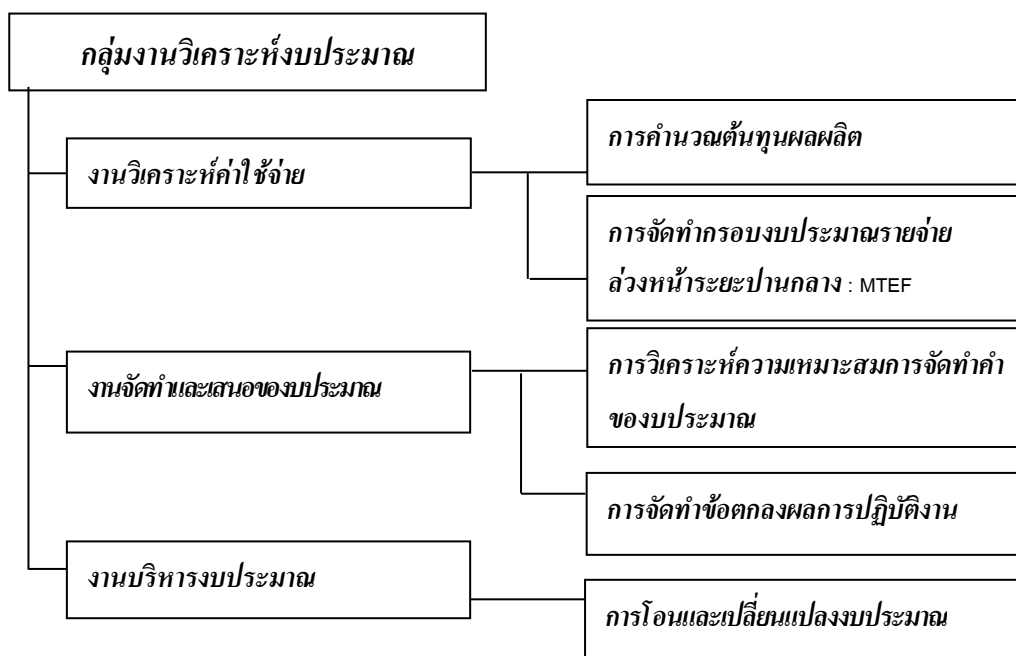 กลุ่มงานวิเคราะห์งบประมาณ
งานวิเคราะห์ค่าใช้จ่าย
การคำนวณต้นทุนผลผลิต
การจัดทำกรอบงบประมาณรายจ่าย
ล่วงหน้าระยะปานกลาง : MTEF
งานจัดทำและเสนอของบประมาณ
การวิเคราะห์ความเหมาะสมการจัดทำคำ
ของบประมาณ
การจัดทำข้อตกลงผลการปฏิบัติงาน
งานบริหารงบประมาณ
การโอนและเปลี่ยนแปลงงบประมาณ